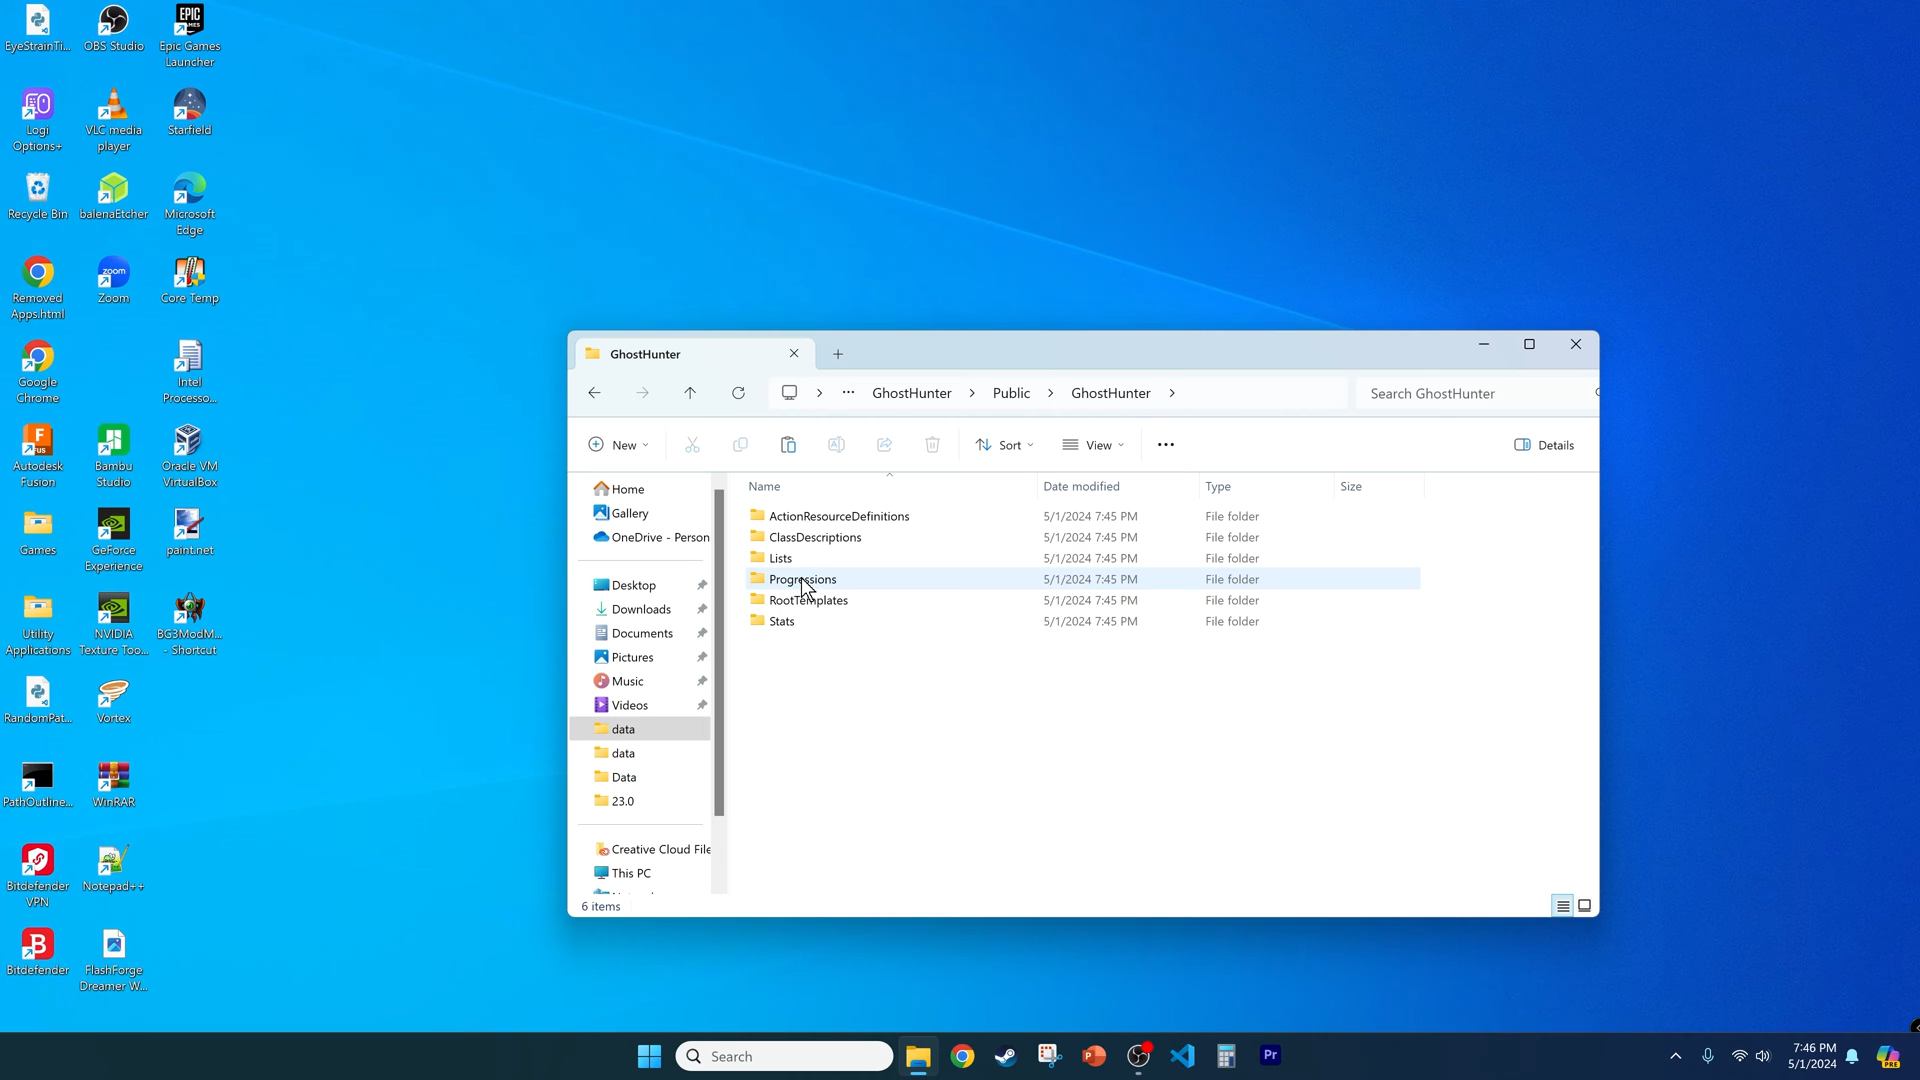 EyeStrainTi...
OBS Studio
Epic Games
Launcher
Logi
Options+
VLC media
player
Starfield
Recycle Bin
balenaEtcher
Microsoft
Edge
Removed
Apps.html
Zoom
Core Temp
Google
Chrome
Intel
Processo...
Autodesk
Fusion
Bambu
Studio
Oracle VM
VirtualBox
Games
GeForce
Experience
paint.net
Utility
Applications
NVIDIA
Texture Too...
BG3ModM...
- Shortcut
RandomPat...
Vortex
PathOutline...
WinRAR
Bitdefender
VPN
Notepad++
Bitdefender
FlashForge
Dreamer W...
GhostHunter
GhostHunter > Public > GhostHunter >
Search GhostHunter
New
Sort
View
Details
Home
Gallery
OneDrive - Person
Desktop
Downloads
Documents
Pictures
Music
Videos
data
data
Data
23.0
Creative Cloud File
This PC
Name Date modified Type Size
ActionResourceDefinitions 5/1/2024 7:45 PM File folder
ClassDescriptions 5/1/2024 7:45 PM File folder
Lists 5/1/2024 7:45 PM File folder
Progressions 5/1/2024 7:45 PM File folder
RootTemplates 5/1/2024 7:45 PM File folder
Stats 5/1/2024 7:45 PM File folder
6 items
Search
7:46 PM
5/1/2024